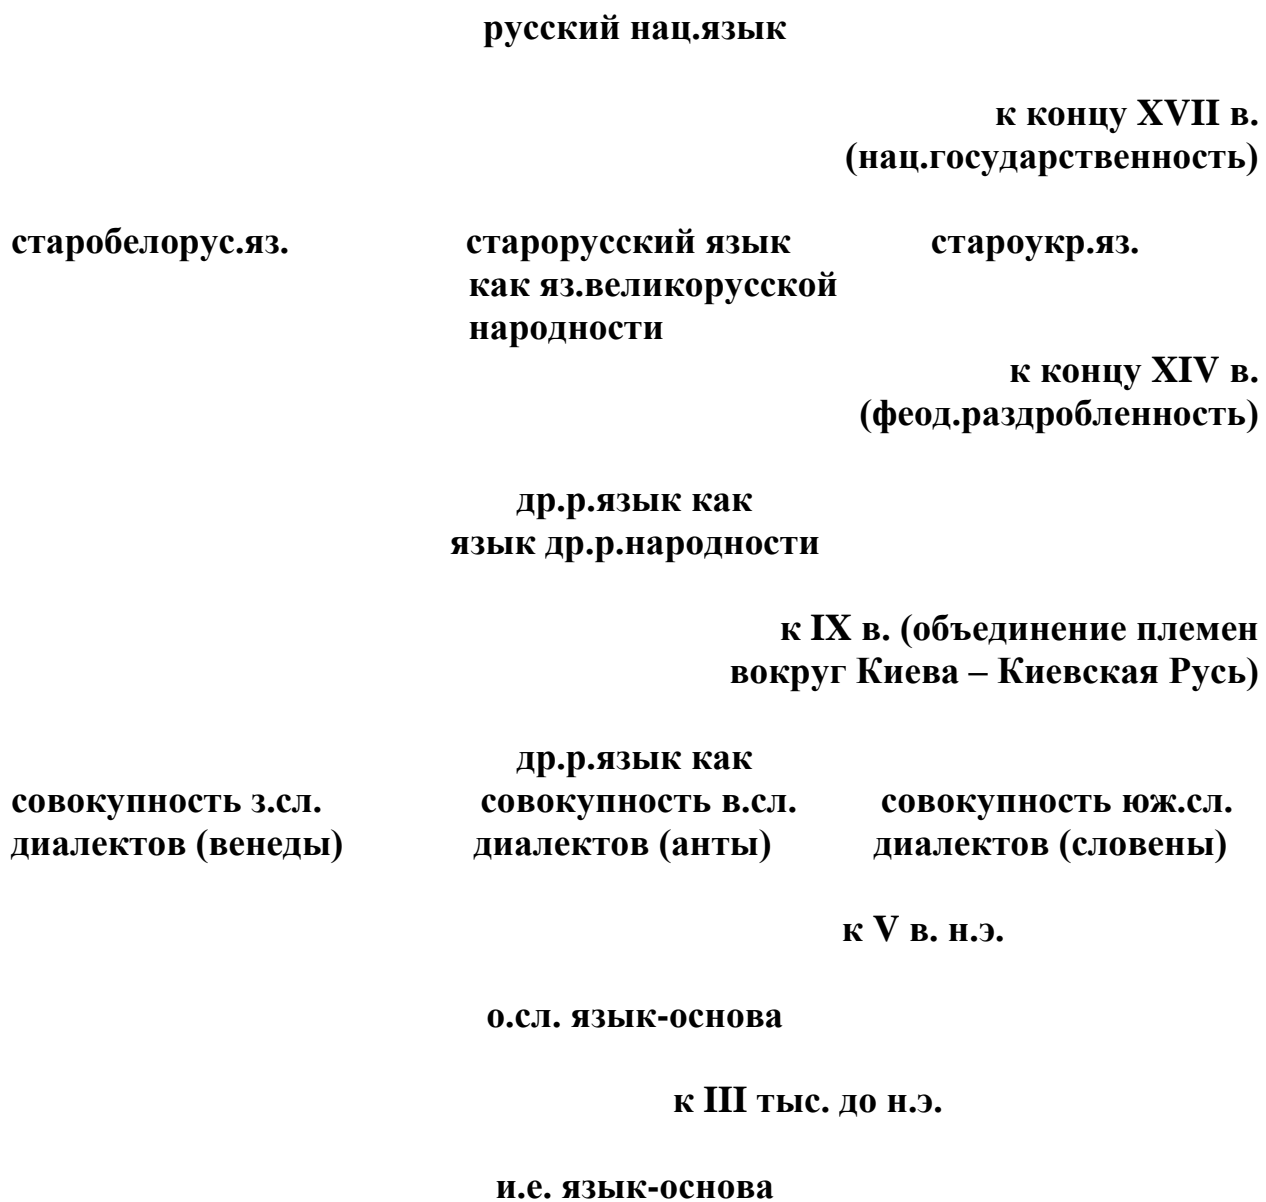 русский нац.язык
к концу XVII в.
(нац.государственность)
старобелорус.яз. старорусский язык староукр.яз.
как яз.великорусской
народности
к концу XIV в.
(феод.раздробленность)
др.р.язык как
язык др.р.народности
к IX в. (объединение племен
вокруг Киева – Киевская Русь)
др.р.язык как
совокупность з.сл. совокупность в.сл. совокупность юж.сл.
диалектов (венеды) диалектов (анты) диалектов (словены)
к V в. н.э.
о.сл. язык-основа
к III тыс. до н.э.
и.е. язык-основа